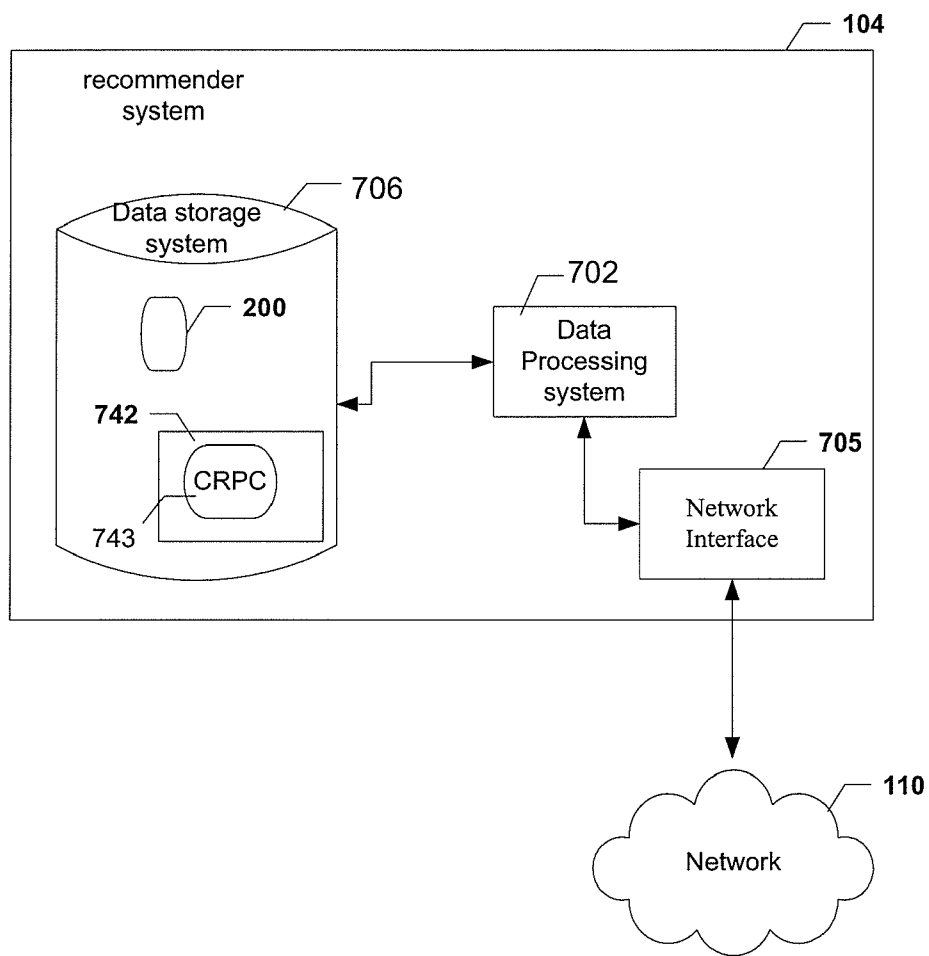 104
recommender
system
706
Data storage
system
702
200
Data
Processing
system
742
705
CRPC
743
Network
Interface
110
Network